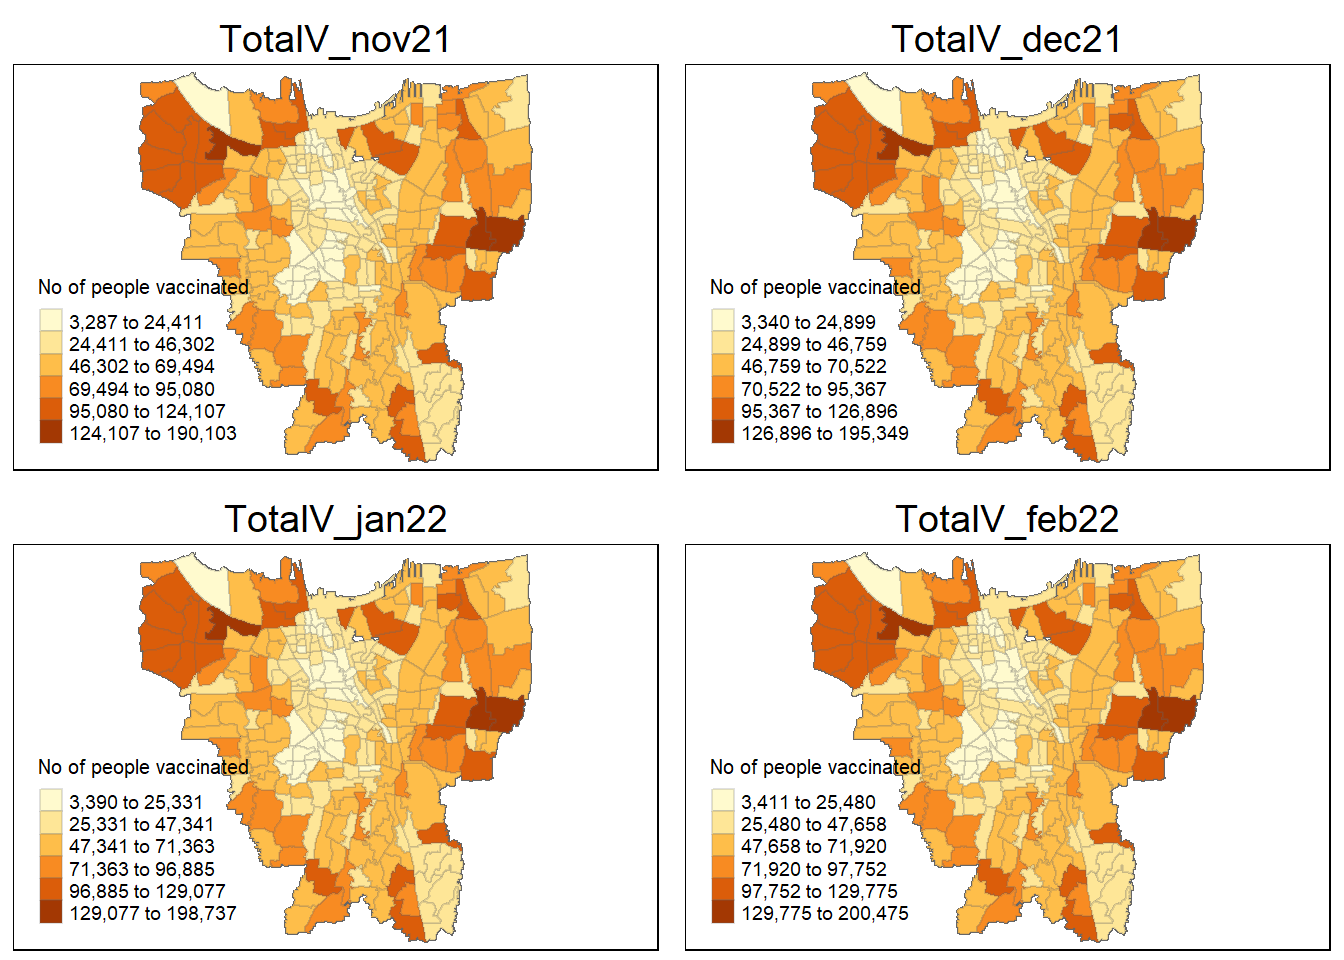 TotalV_nov21
No of people vaccinated
3,287 to 24,411
24,411 to 46,302
46,302 to 69,494
69,494 to 95,080
95,080 to 124,107
124,107 to 190,103
TotalV_dec21
No of people vaccinated
3,340 to 24,899
24,899 to 46,759
46,759 to 70,522
70,522 to 95,367
95,367 to 126,896
126,896 to 195,349
TotalV_jan22
No of people vaccinated
3,390 to 25,331
25,331 to 47,341
47,341 to 71,363
71,363 to 96,885
96,885 to 129,077
129,077 to 198,737
TotalV_feb22
No of people vaccinated
3,411 to 25,480
25,480 to 47,658
47,658 to 71,920
71,920 to 97,752
97,752 to 129,775
129,775 to 200,475